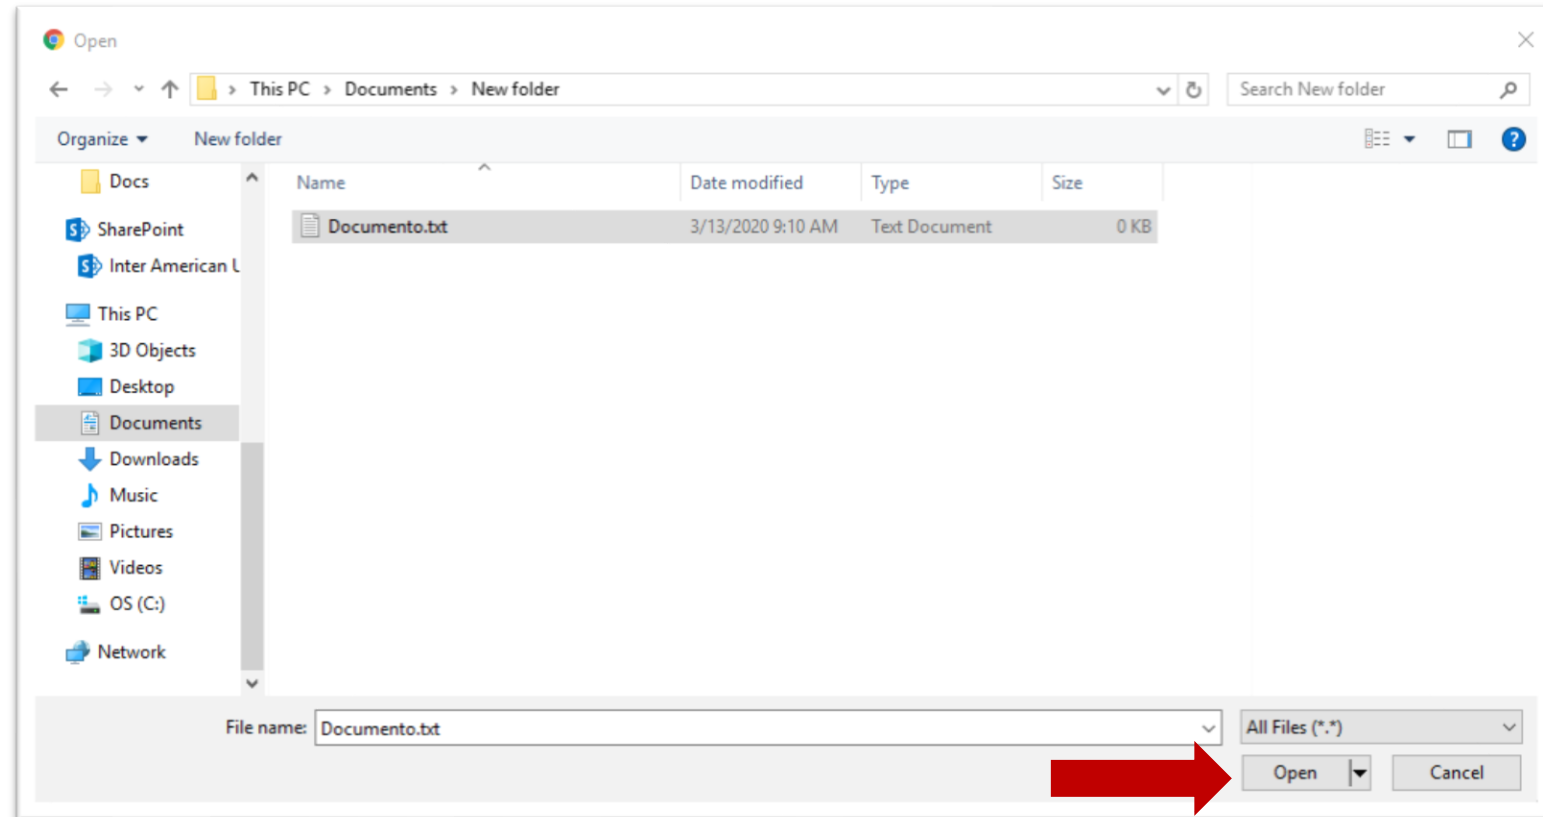 Open
This PC > Documents > New folder
Search New folder
Organize
New folder
Name Date modified Type Size
Documento.txt 3/13/2020 9:10 AM Text Document 0 KB
Docs
SharePoint
Inter American U
This PC
3D Objects
Desktop
Documents
Downloads
Music
Pictures
Videos
OS (C:)
Network
File name: Documento.txt All Files (*.*)
Open Cancel